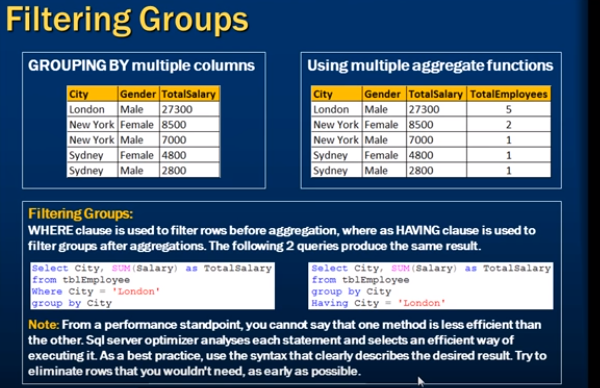 Filtering Groups
GROUPING BY multiple columns
City Gender TotalSalary
London Male 27300
New York Female 8500
New York Male 7000
Sydney Female 4800
Sydney Male 2800
Using multiple aggregate functions
City Gender TotalSalary TotalEmployees
London Male 27300 5
New York Female 8500 2
New York Male 7000 1
Sydney Female 4800 1
Sydney Male 2800 1
Filtering Groups:
WHERE clause is used to filter rows before aggregation, where as HAVING clause is used to
filter groups after aggregations. The following 2 queries produce the same result.
Select City, SUM(Salary) as TotalSalary
from tblEmployee
Where City = 'London'
group by City
Select City, SUM(Salary) as TotalSalary
from tblEmployee
group by City
Having City = 'London'
Note: From a performance standpoint, you cannot say that one method is less efficient than
the other. Sql server optimizer analyses each statement and selects an efficient way of
executing it. As a best practice, use the syntax that clearly describes the desired result. Try to
eliminate rows that you wouldn't need, as early as possible.